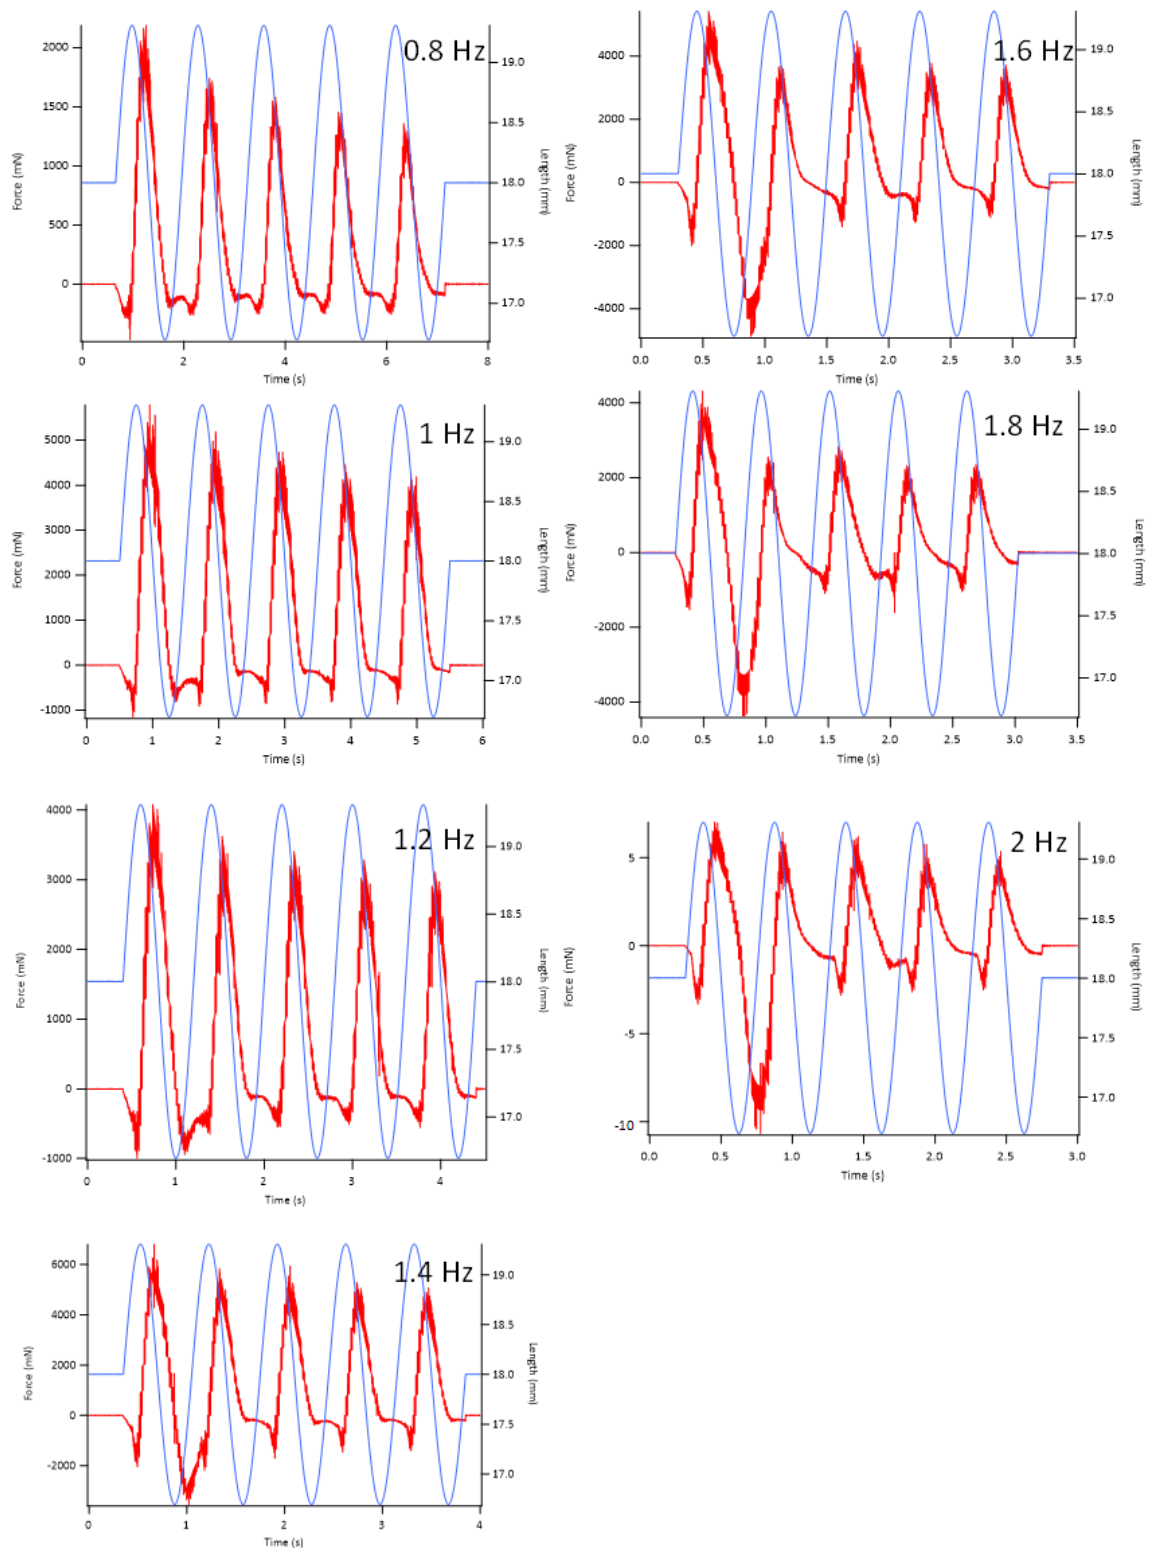 0.8 Hz
2000
1500
1000
500
0
Force (mN)
19.0
18.5
18.0
17.5
17.0
Length (mm)
0 2 4 6 8
Time (s)
1.6 Hz
4000
2000
0
-2000
-4000
Force (mN)
19.0
18.5
18.0
17.5
17.0
Length (mm)
0.0 0.5 1.0 1.5 2.0 2.5 3.0 3.5
Time (s)
1 Hz
5000
4000
3000
2000
1000
0
-1000
Force (mN)
19.0
18.5
18.0
17.5
17.0
Length (mm)
0 1 2 3 4 5 6
Time (s)
1.8 Hz
4000
2000
0
-2000
-4000
Force (mN)
19.0
18.5
18.0
17.5
17.0
Length (mm)
0.0 0.5 1.0 1.5 2.0 2.5 3.0 3.5
Time (s)
1.2 Hz
4000
3000
2000
1000
0
-1000
Force (mN)
19.0
18.5
18.0
17.5
17.0
Length (mm)
0 1 2 3 4
Time (s)
2 Hz
5
0
-5
-10
Force (mN)
19.0
18.5
18.0
17.5
17.0
Length (mm)
0.0 0.5 1.0 1.5 2.0 2.5 3.0
Time (s)
1.4 Hz
6000
4000
2000
0
-2000
Force (mN)
19.0
18.5
18.0
17.5
17.0
Length (mm)
0 1 2 3 4
Time (s)